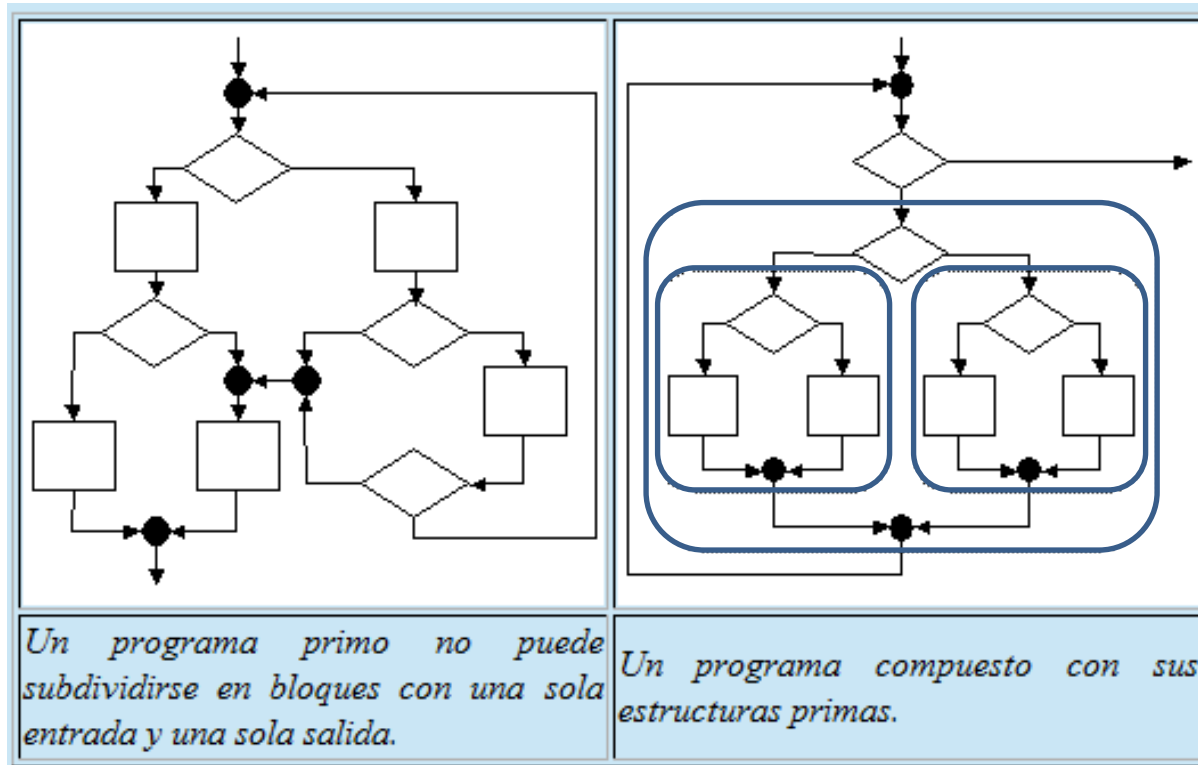 Un programa primo no puede
subdividirse en bloques con una sola
entrada y una sola salida.
Un programa compuesto con sus
estructuras primas.